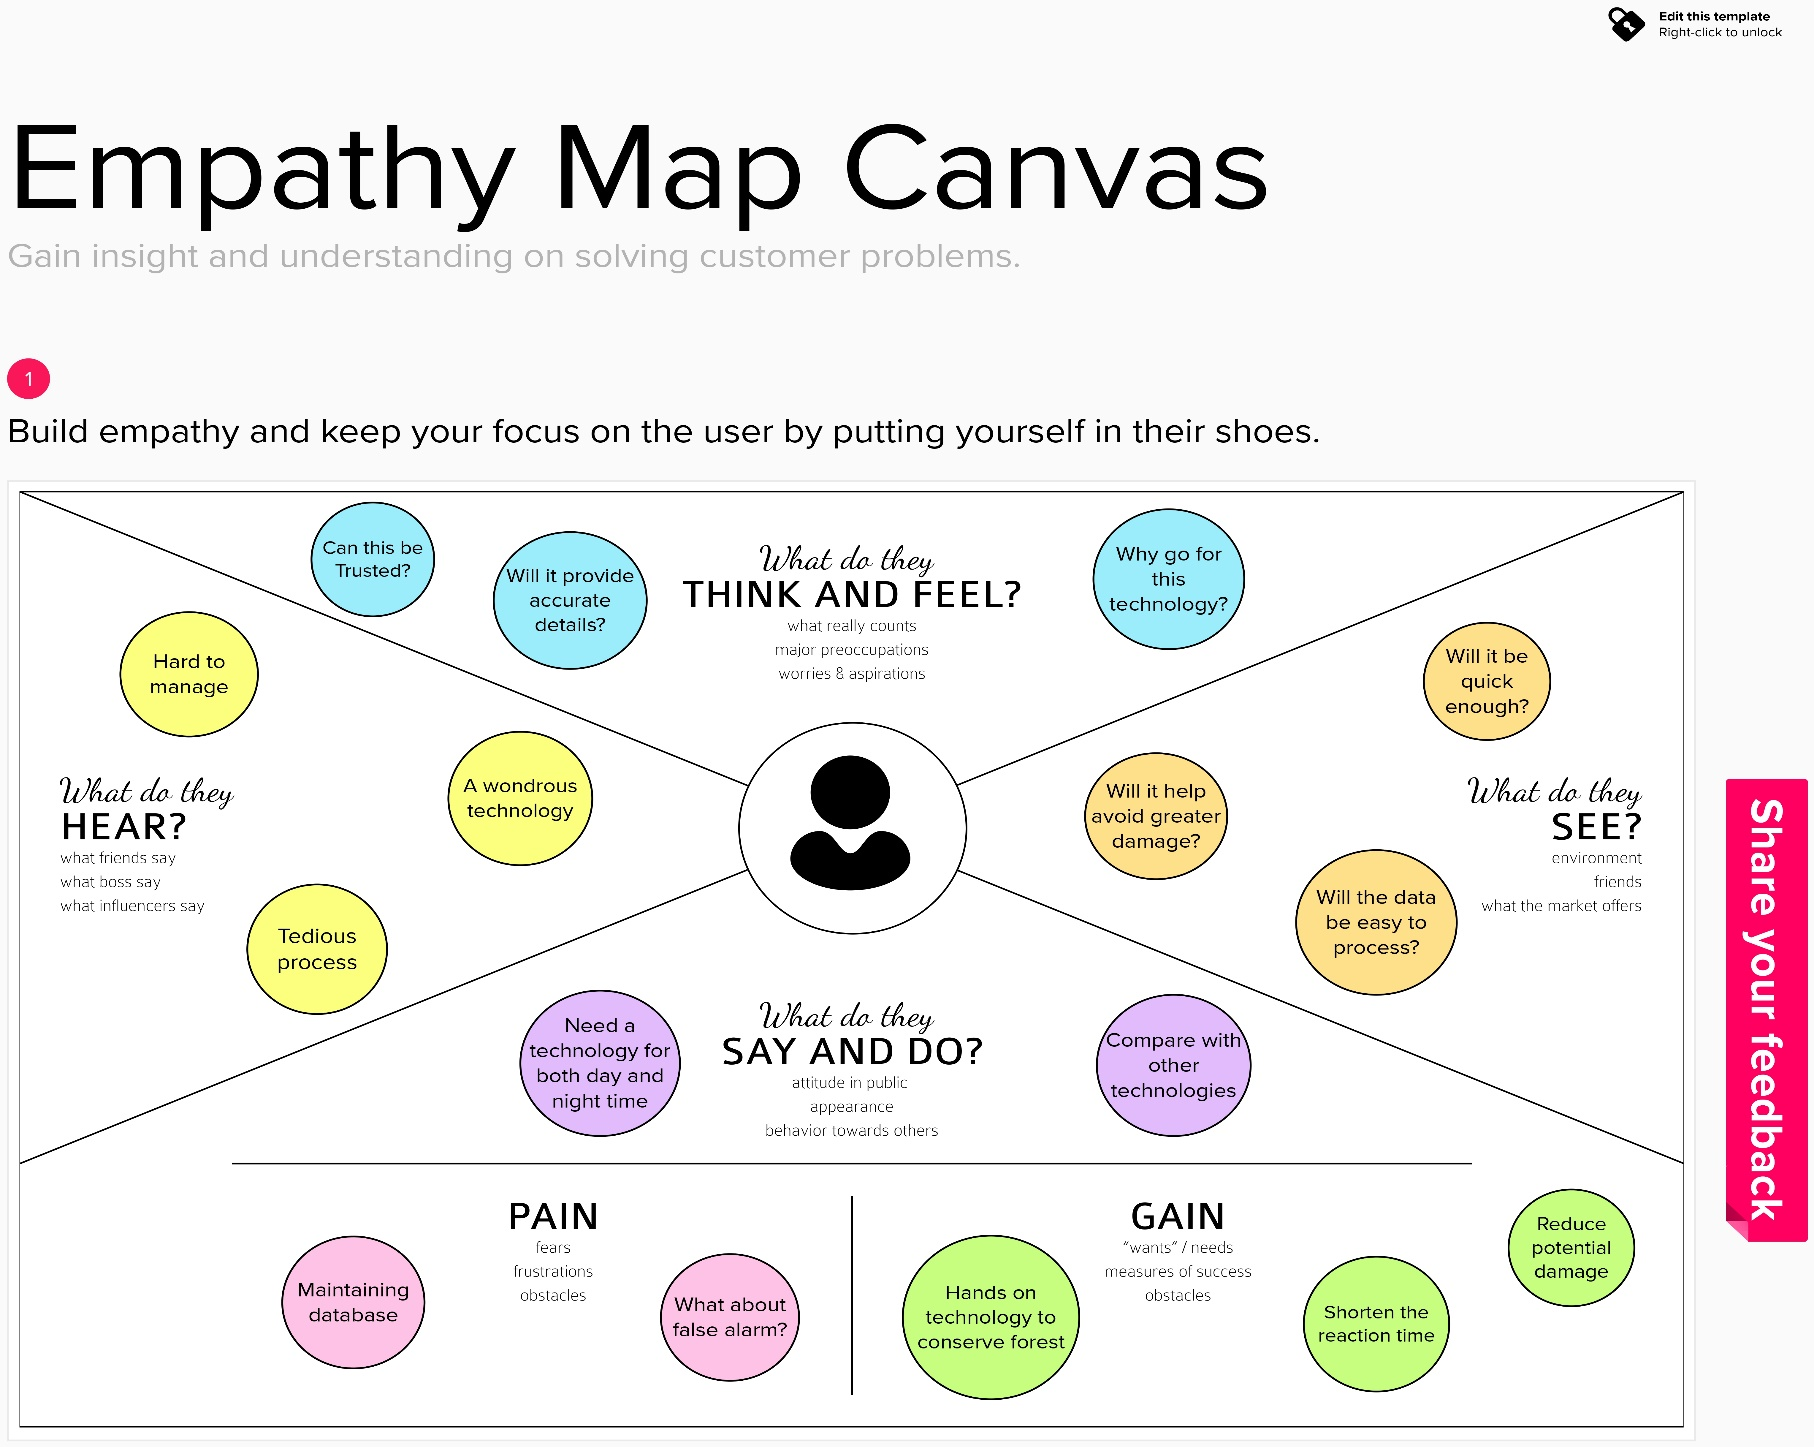 Edit this template
Right-click to unlock
Empathy Map Canvas
Gain insight and understanding on solving customer problems.
1
Build empathy and keep your focus on the user by putting yourself in their shoes.
Can this be
Trusted?
Will it provide
accurate
details?
What do they
THINK AND FEEL?
what really counts
major preoccupations
worries & aspirations
Why go for
this
technology?
Hard to
manage
A wondrous
technology
What do they
HEAR?
what friends say
what boss say
what influencers say
Tedious
process
Will it be
quick
enough?
Will it help
avoid greater
damage?
What do they
SEE?
environment
friends
what the market offers
Will the data
be easy to
process?
Need a
technology for
both day and
night time
What do they
SAY AND DO?
attitude in public
appearance
behavior towards others
Compare with
other
technologies
PAIN
fears
frustrations
obstacles
Maintaining
database
What about
false alarm?
GAIN
“wants” / needs
measures of success
obstacles
Hands on
technology to
conserve forest
Shorten the
reaction time
Reduce
potential
damage
Share your feedback